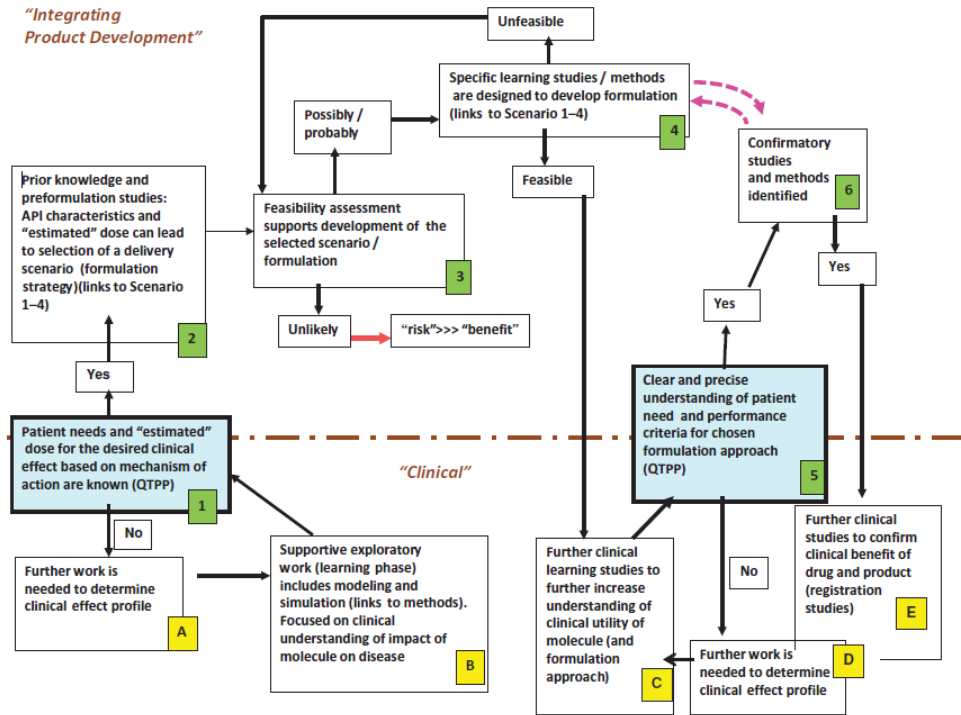 “Integrating
Product Development”
Unfeasible
Specific learning studies / methods
are designed to develop formulation
(links to Scenario 1–4)
4
Possibly /
probably
Confirmatory
studies
and methods
identified
6
Feasible
Prior knowledge and
preformulation studies:
API characteristics and
“estimated” dose can lead
to selection of a delivery
scenario (formulation
strategy)(links to Scenario
1–4)
2
Feasibility assessment
supports development of the
selected scenario /
formulation
3
Yes
Yes
Unlikely
“risk”>>> “benefit”
Yes
Clear and precise
understanding of patient
need and performance
criteria for chosen
formulation approach
(QTPP)
5
Patient needs and “estimated”
dose for the desired clinical
effect based on mechanism of
action are known (QTPP)
1
“Clinical”
No
Further work is
needed to determine
clinical effect profile
A
Supportive exploratory
work (learning phase)
includes modeling and
simulation (links to methods).
Focused on clinical
understanding of impact of
molecule on disease
B
Further clinical
learning studies to
further increase
understanding of
clinical utility of
molecule (and
formulation
approach)
C
No
Further clinical
studies to confirm
clinical benefit of
drug and product
(registration
studies)
E
Further work is
needed to determine
clinical effect profile
D